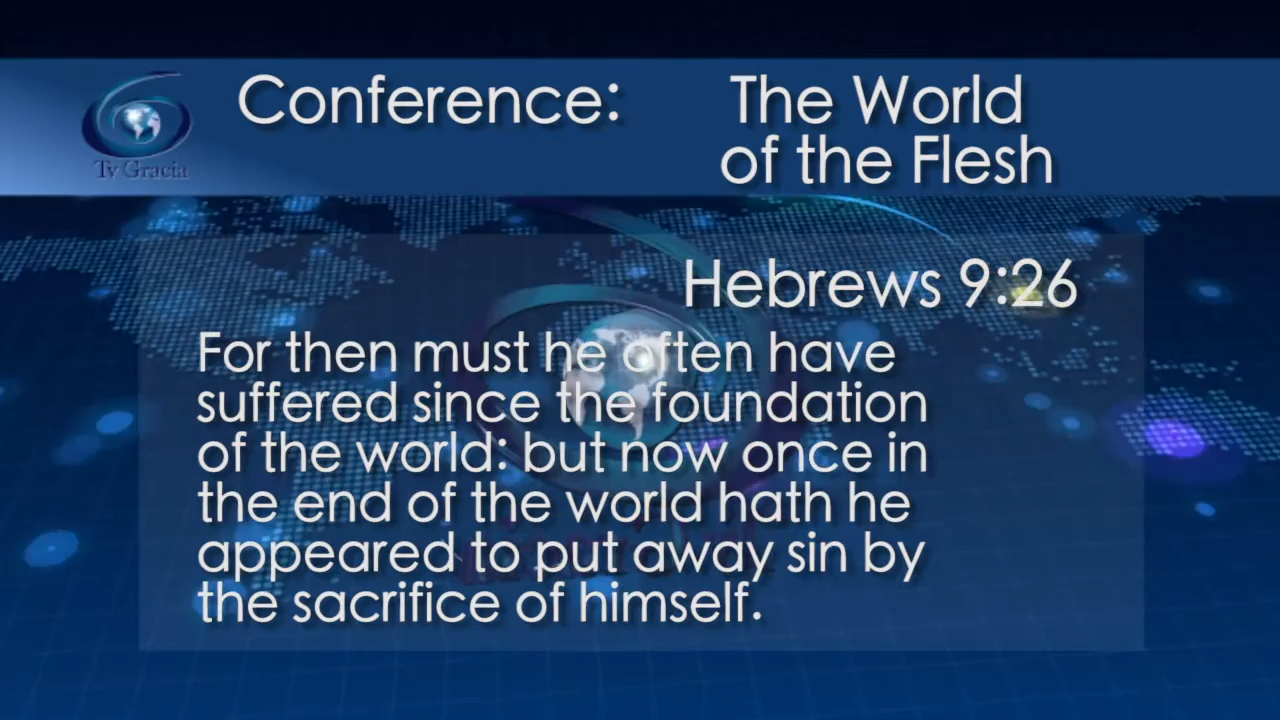 Conference:
The World
of the Flesh
Tv Gracia
Hebrews 9:26
For then must he often have
suffered since the foundation
of the world: but now once in
the end of the world hath he
appeared to put away sin by
the sacrifice of himself.